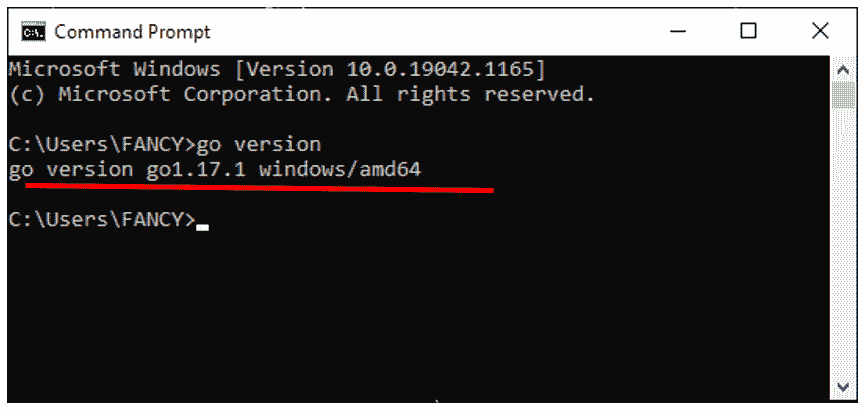 Command Prompt
Microsoft Windows [Version 10.0.19042.1165]
(c) Microsoft Corporation. All rights reserved.
C:\Users\FANCY>go version
go version go1.17.1 windows/amd64
C:\Users\FANCY>